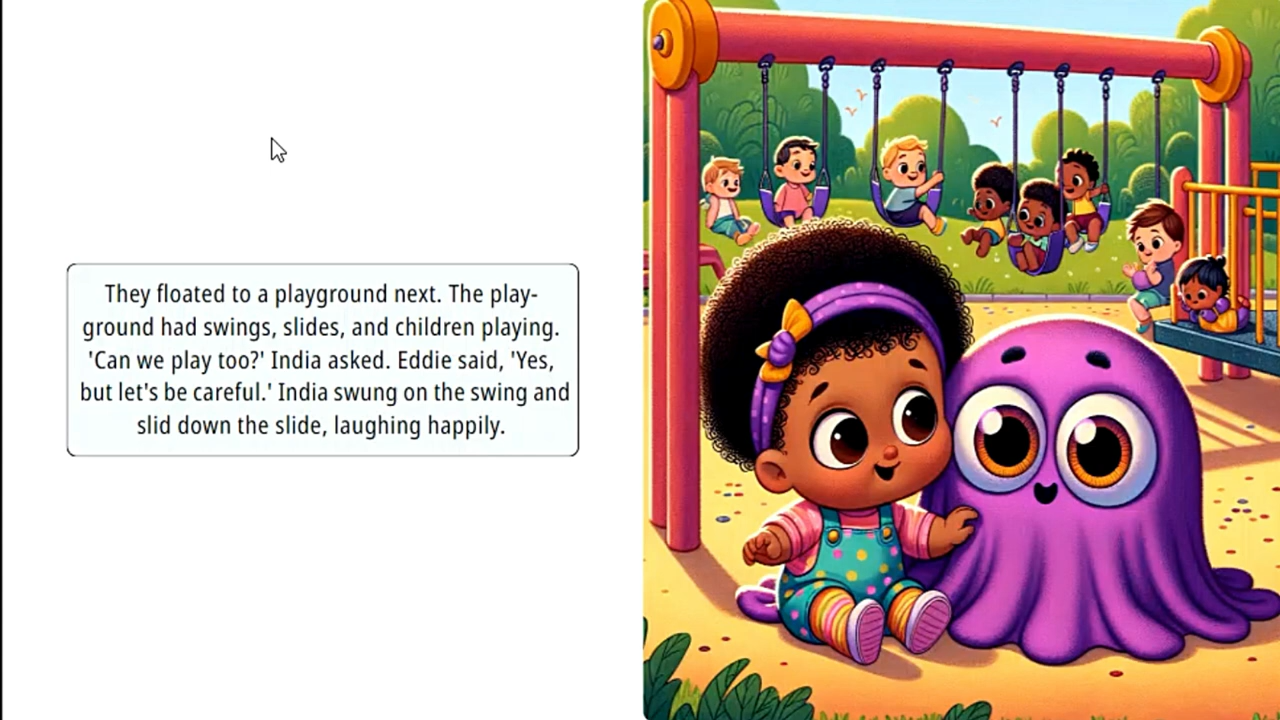 They floated to a playground next. The play-
ground had swings, slides, and children playing.
'Can we play too?' India asked. Eddie said, 'Yes,
but let's be careful.' India swung on the swing and
slid down the slide, laughing happily.